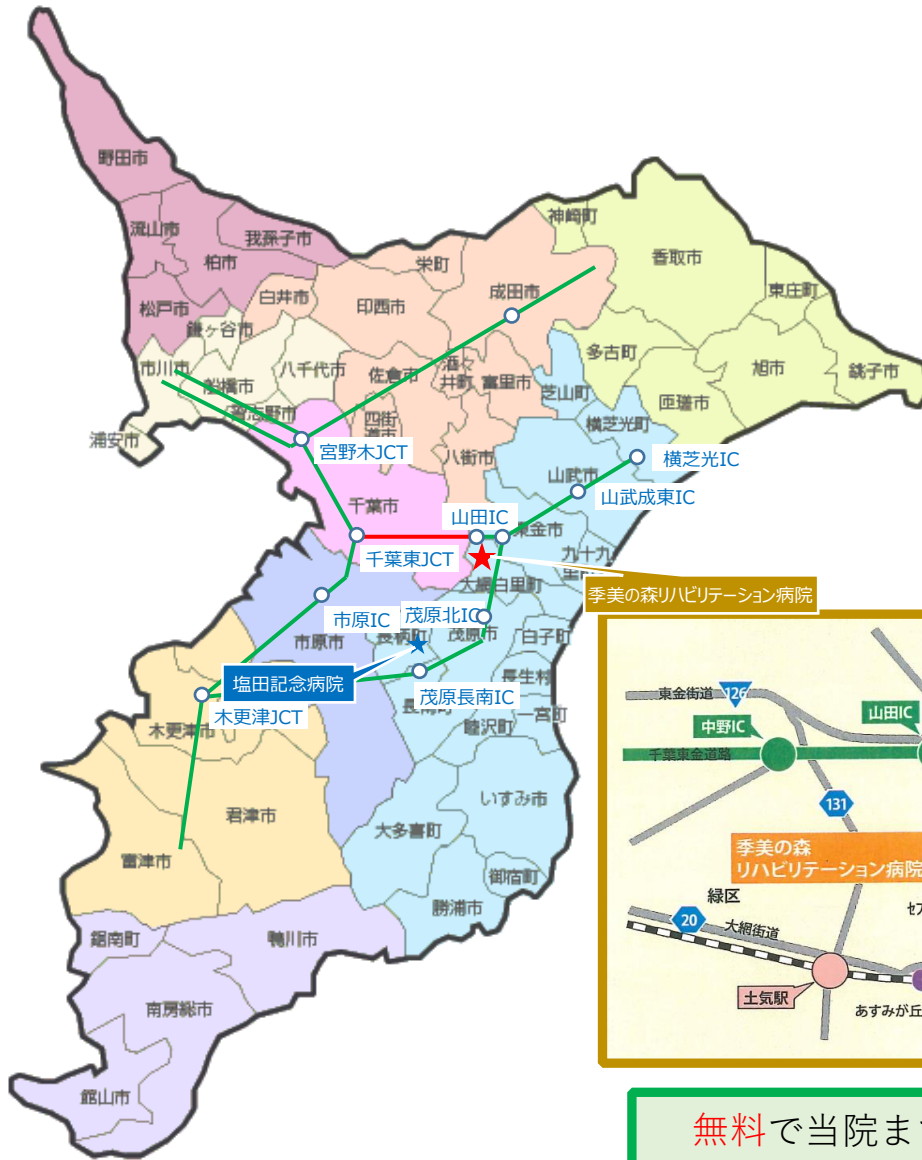 野田市
流山市
柏市
我孫子市
松戸市
鎌ヶ谷市
白井市
印西市
栄町
成田市
神崎町
香取市
東庄町
多古町
旭市
銚子市
匝瑳市
芝山町
横芝光町
市川市
船橋市
八千代市
習志野市
浦安市
佐倉市
酒々
井町
富里市
四街
道市
八街市
山武市
横芝光IC
山武成東IC
宮野木JCT
千葉市
山田IC
東金市
九十九
千葉東JCT
大網白里町
季美の森リハビリテーション病院
市原IC
茂原北IC
市原市
長柄町
茂原市
白子町
塩田記念病院
長生村
茂原長南IC
一宮町
睦沢町
木更津JCT
木更津市
いすみ市
君津市
大多喜町
富津市
御宿町
勝浦市
鋸南町
鴨川市
南房総市
館山市
東金街道
126
中野IC
山田IC
千葉東金道路
131
季美の森
リハビリテーション病院
緑区
20
大網街道
土気駅
あすみが丘
無料で当院ま